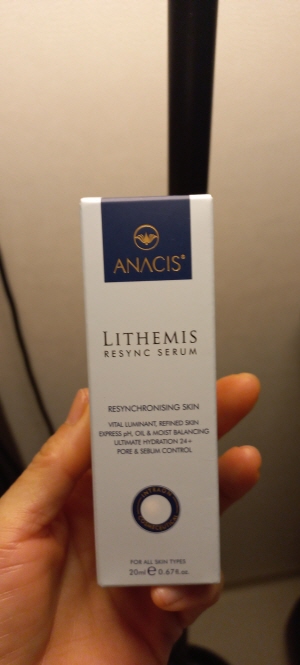 ANACIS®
LITHEMIS
RESYNC SERUM
RESYNCHRONISING SKIN
VITAL LUMINANT, REFINED SKIN
EXPRESS pH, OIL & MOIST BALANCING
ULTIMATE HYDRATION 24+
PORE & SEBUM CONTROL
FOR ALL SKIN TYPES
20ml ℮ 0.67fl.oz.